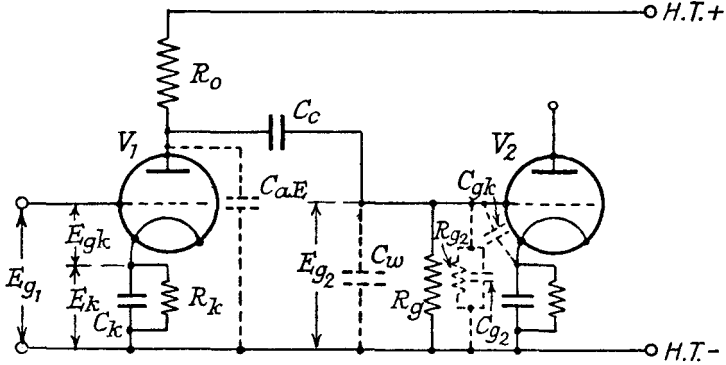 H.T.+
R_o
C_c
V_1
V_2
C_aE
C_gk
E_gk
R_g2
E_g1
E_k
E_g2
C_w
R_k
R_g
C_k
C_g2
H.T.-